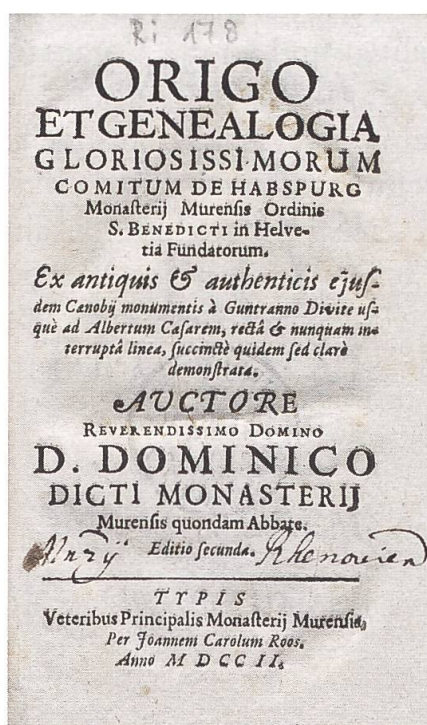 Ri 178
ORIGO
ET GENEALOGIA
GLORIOSISSIMORUM
COMITUM DE HABSPURG
Monasterij Murensis Ordinis
S. BENEDICTI in Helve-
tia Fundatorum.
Ex antiquis & authenticis ejus-
dem Cœnobij monumentis à Guntranno Divite us-
què ad Albertum Cæsarem, rectâ & nunquam in-
terruptâ linea, succinctè quidem sed clarè
demonstrata.
AUCTORE
REVERENDISSIMO DOMINO
D. DOMINICO
DICTI MONASTERIJ
Murensis quondam Abbate.
Editio secunda.
TYPIS
Veteribus Principalis Monasterij Murensis,
Per Joannem Carolum Roos.
Anno MDCCII.